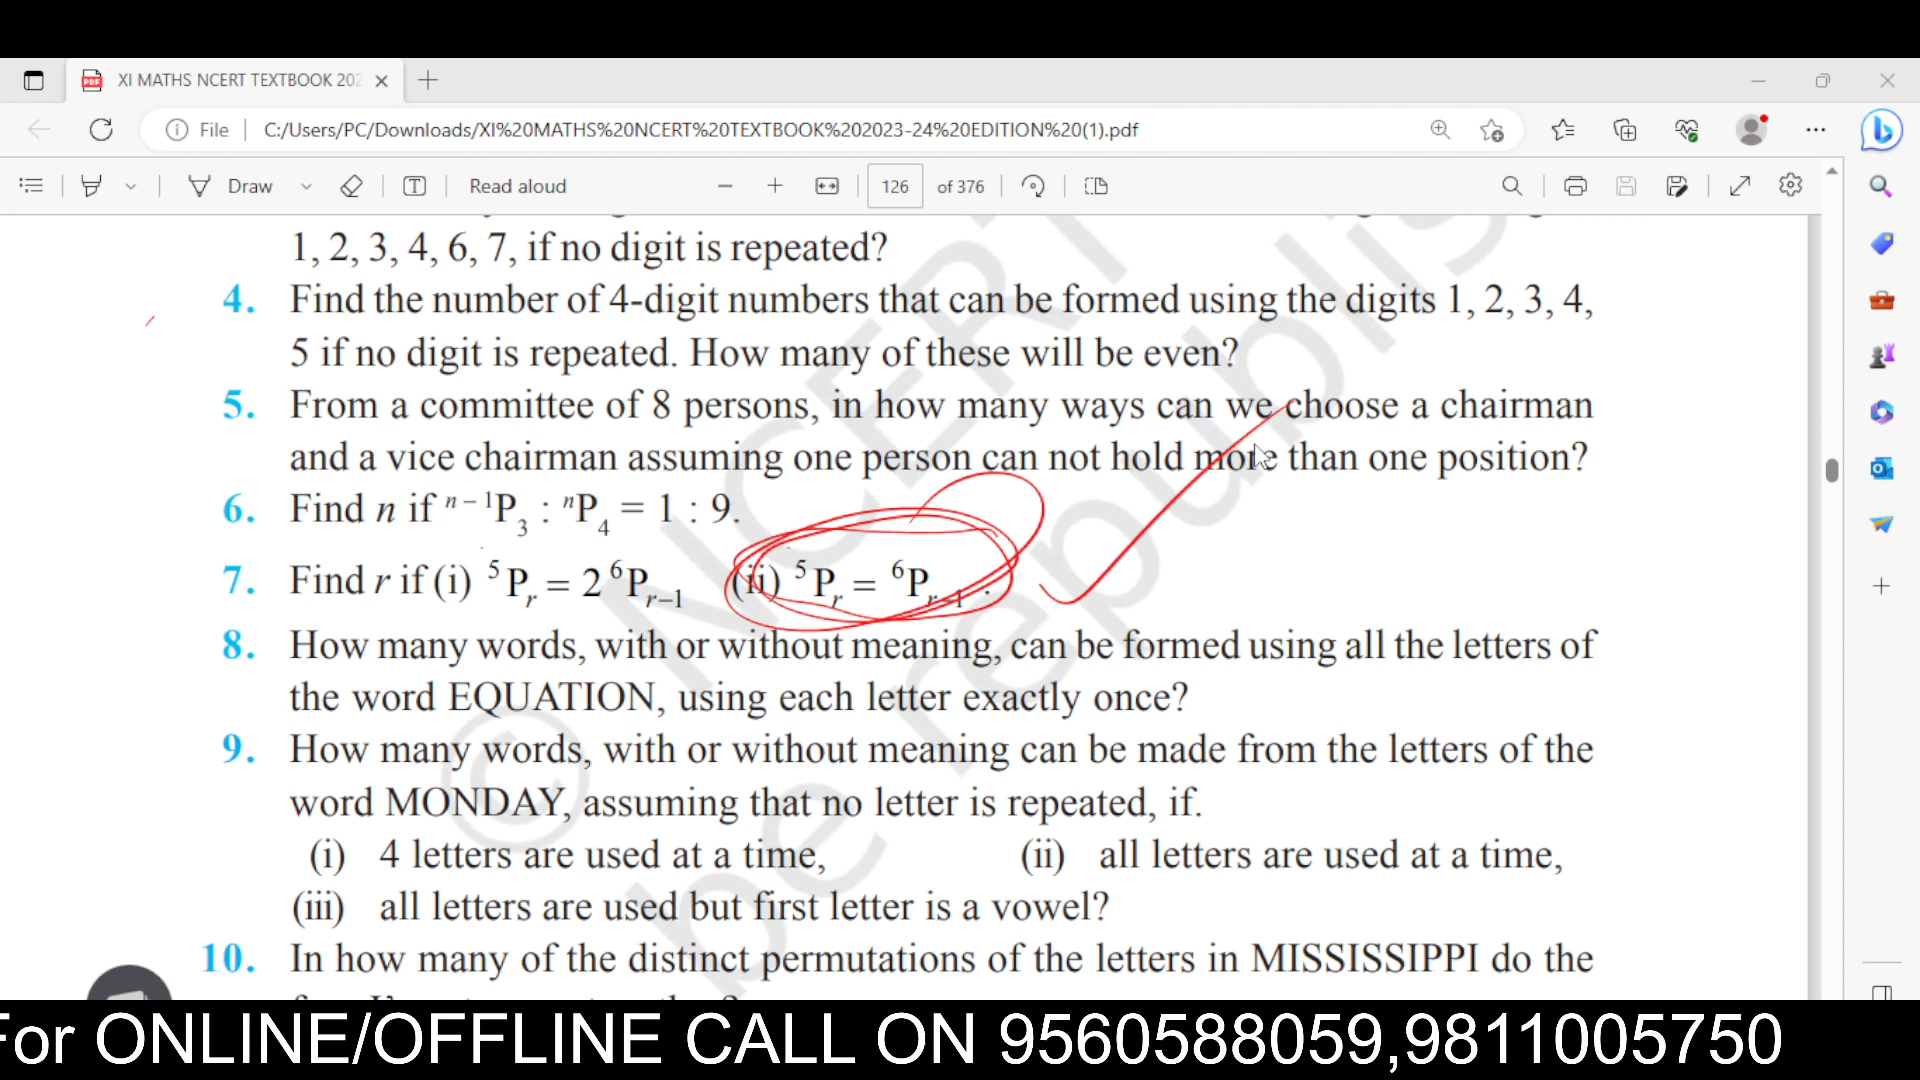 XI MATHS NCERT TEXTBOOK 202
File C:/Users/PC/Downloads/XI%20MATHS%20NCERT%20TEXTBOOK%202023-24%20EDITION%20(1).pdf
Draw Read aloud 126 of 376
1, 2, 3, 4, 6, 7, if no digit is repeated?
4. Find the number of 4-digit numbers that can be formed using the digits 1, 2, 3, 4,
5 if no digit is repeated. How many of these will be even?
5. From a committee of 8 persons, in how many ways can we choose a chairman
and a vice chairman assuming one person can not hold more than one position?
6. Find n if ⁿ⁻¹P₃ : ⁿP₄ = 1 : 9.
7. Find r if (i) ⁵Pᵣ = 2 ⁶Pᵣ₋₁ (ii) ⁵Pᵣ = ⁶Pᵣ₋₁ .
8. How many words, with or without meaning, can be formed using all the letters of
the word EQUATION, using each letter exactly once?
9. How many words, with or without meaning can be made from the letters of the
word MONDAY, assuming that no letter is repeated, if.
(i) 4 letters are used at a time, (ii) all letters are used at a time,
(iii) all letters are used but first letter is a vowel?
10. In how many of the distinct permutations of the letters in MISSISSIPPI do the
© NCERT
be republis
For ONLINE/OFFLINE CALL ON 9560588059,9811005750